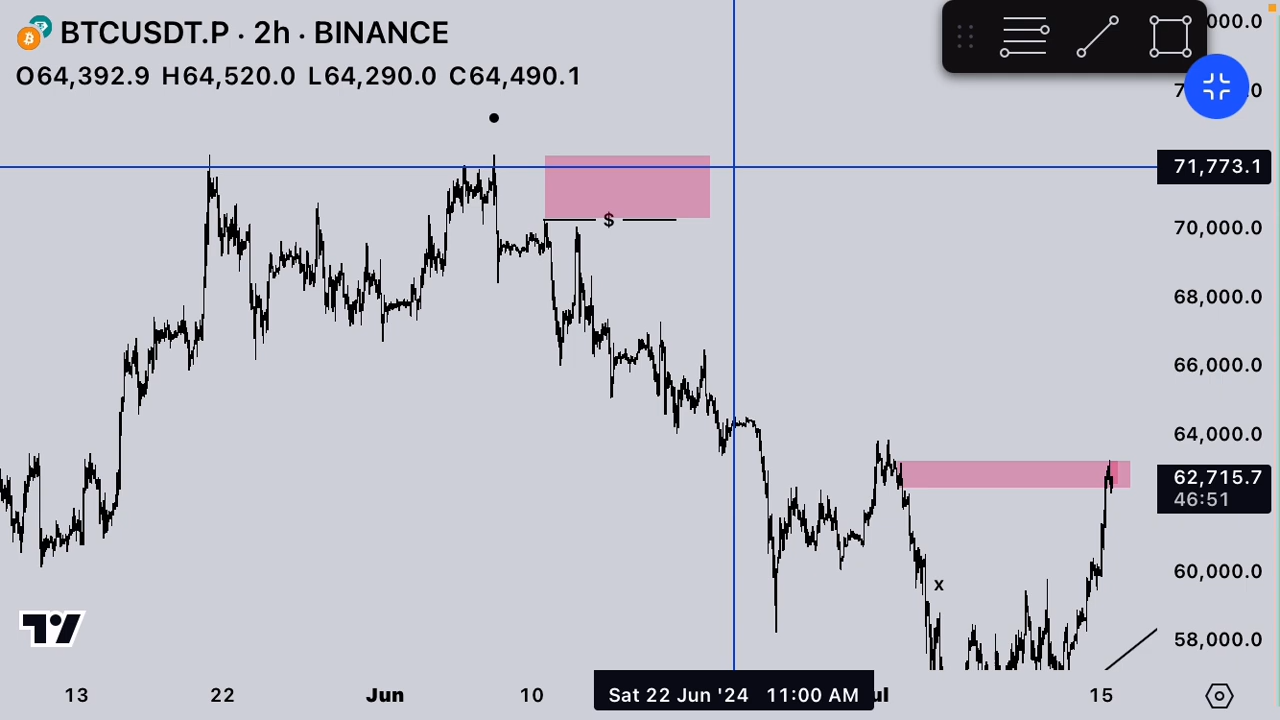 BTCUSDT.P · 2h · BINANCE
O64,392.9 H64,520.0 L64,290.0 C64,490.1
71,773.1
$
70,000.0
68,000.0
66,000.0
64,000.0
62,715.7
46:51
60,000.0
x
58,000.0
13 22 Jun 10 Sat 22 Jun '24 11:00 AM 15